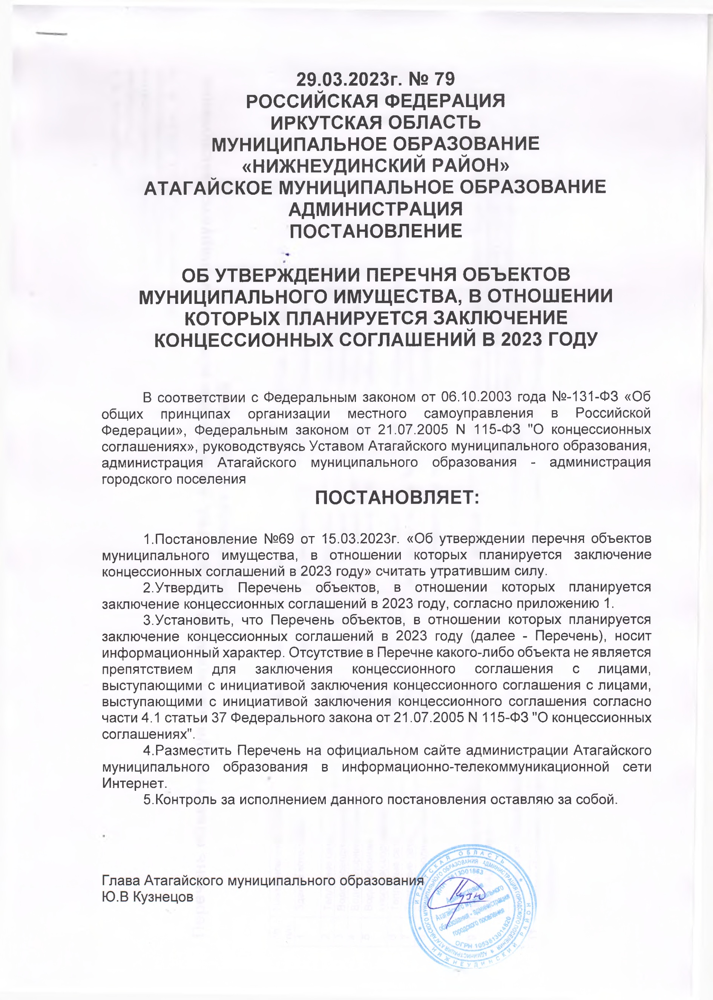 29.03.2023г. № 79
РОССИЙСКАЯ ФЕДЕРАЦИЯ
ИРКУТСКАЯ ОБЛАСТЬ
МУНИЦИПАЛЬНОЕ ОБРАЗОВАНИЕ
«НИЖНЕУДИНСКИЙ РАЙОН»
АТАГАЙСКОЕ МУНИЦИПАЛЬНОЕ ОБРАЗОВАНИЕ
АДМИНИСТРАЦИЯ
ПОСТАНОВЛЕНИЕ
ОБ УТВЕРЖДЕНИИ ПЕРЕЧНЯ ОБЪЕКТОВ
МУНИЦИПАЛЬНОГО ИМУЩЕСТВА, В ОТНОШЕНИИ
КОТОРЫХ ПЛАНИРУЕТСЯ ЗАКЛЮЧЕНИЕ
КОНЦЕССИОННЫХ СОГЛАШЕНИЙ В 2023 ГОДУ
В соответствии с Федеральным законом от 06.10.2003 года №-131-ФЗ «Об
общих принципах организации местного самоуправления в Российской
Федерации», Федеральным законом от 21.07.2005 N 115-ФЗ "О концессионных
соглашениях», руководствуясь Уставом Атагайского муниципального образования,
администрация Атагайского муниципального образования - администрация
городского поселения
ПОСТАНОВЛЯЕТ:
1.Постановление №69 от 15.03.2023г. «Об утверждении перечня объектов
муниципального имущества, в отношении которых планируется заключение
концессионных соглашений в 2023 году» считать утратившим силу.
2.Утвердить Перечень объектов, в отношении которых планируется
заключение концессионных соглашений в 2023 году, согласно приложению 1.
3.Установить, что Перечень объектов, в отношении которых планируется
заключение концессионных соглашений в 2023 году (далее - Перечень), носит
информационный характер. Отсутствие в Перечне какого-либо объекта не является
препятствием для заключения концессионного соглашения с лицами,
выступающими с инициативой заключения концессионного соглашения с лицами,
выступающими с инициативой заключения концессионного соглашения согласно
части 4.1 статьи 37 Федерального закона от 21.07.2005 N 115-ФЗ "О концессионных
соглашениях".
4.Разместить Перечень на официальном сайте администрации Атагайского
муниципального образования в информационно-телекоммуникационной сети
Интернет.
5.Контроль за исполнением данного постановления оставляю за собой.
Глава Атагайского муниципального образования
Ю.В Кузнецов
ИРКУТСКАЯ ОБЛАСТЬ * НИЖНЕУДИНСКИЙ РАЙОН *
АДМИНИСТРАЦИЯ АТАГАЙСКОГО МУНИЦИПАЛЬНОГО ОБРАЗОВАНИЯ АДМИНИСТРАЦИЯ ГОРОДСКОГО ПОСЕЛЕНИЯ *
ИНН 3813001863
Администрация
Атагайского муниципального
образования - администрация
городского поселения
ОГРН 1053813014820